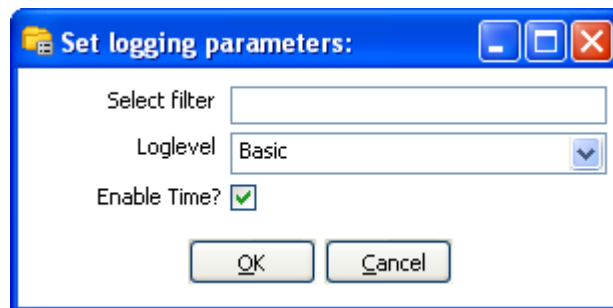 Set logging parameters:
Select filter
Loglevel Basic
Enable Time?
OK Cancel